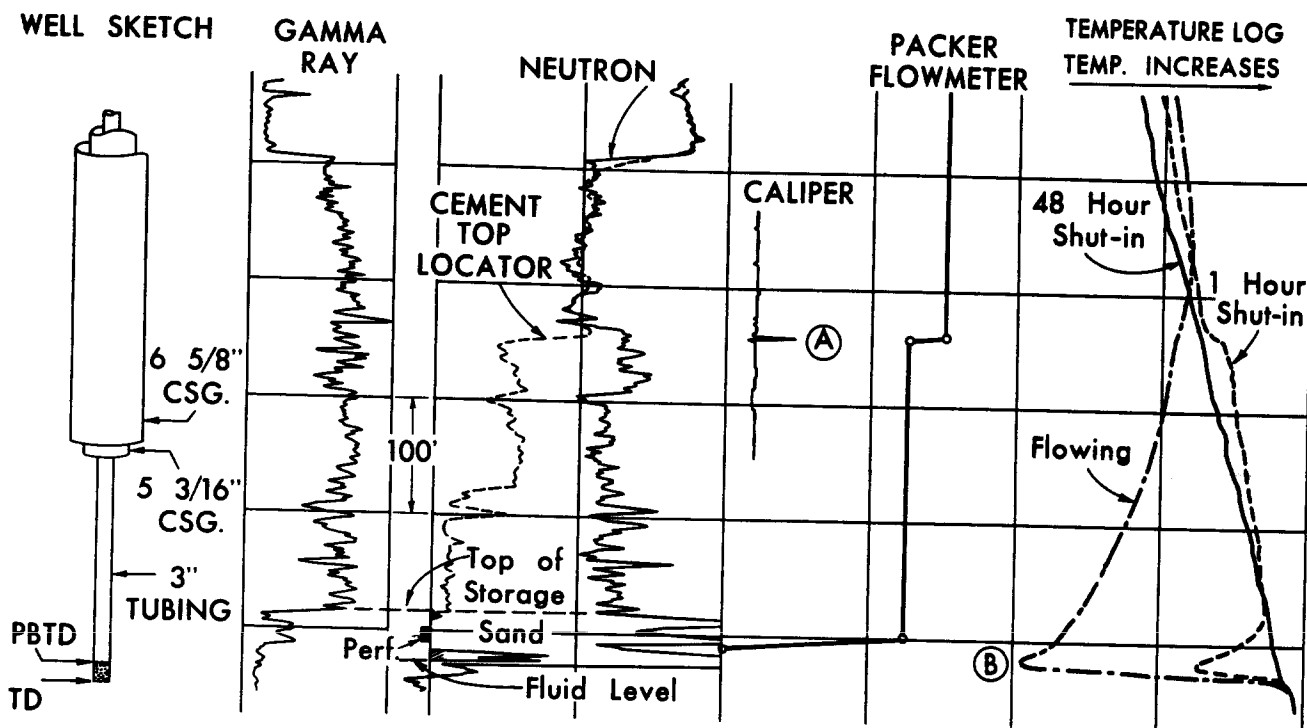 WELL SKETCH
GAMMA
RAY
NEUTRON
PACKER
FLOWMETER
TEMPERATURE LOG
TEMP. INCREASES
CEMENT
TOP
LOCATOR
CALIPER
48 Hour
Shut-in
1 Hour
Shut-in
A
6 5/8"
CSG.
100'
Flowing
5 3/16"
CSG.
3"
TUBING
Top of
Storage
Sand
PBTD
Perf.
B
TD
Fluid Level